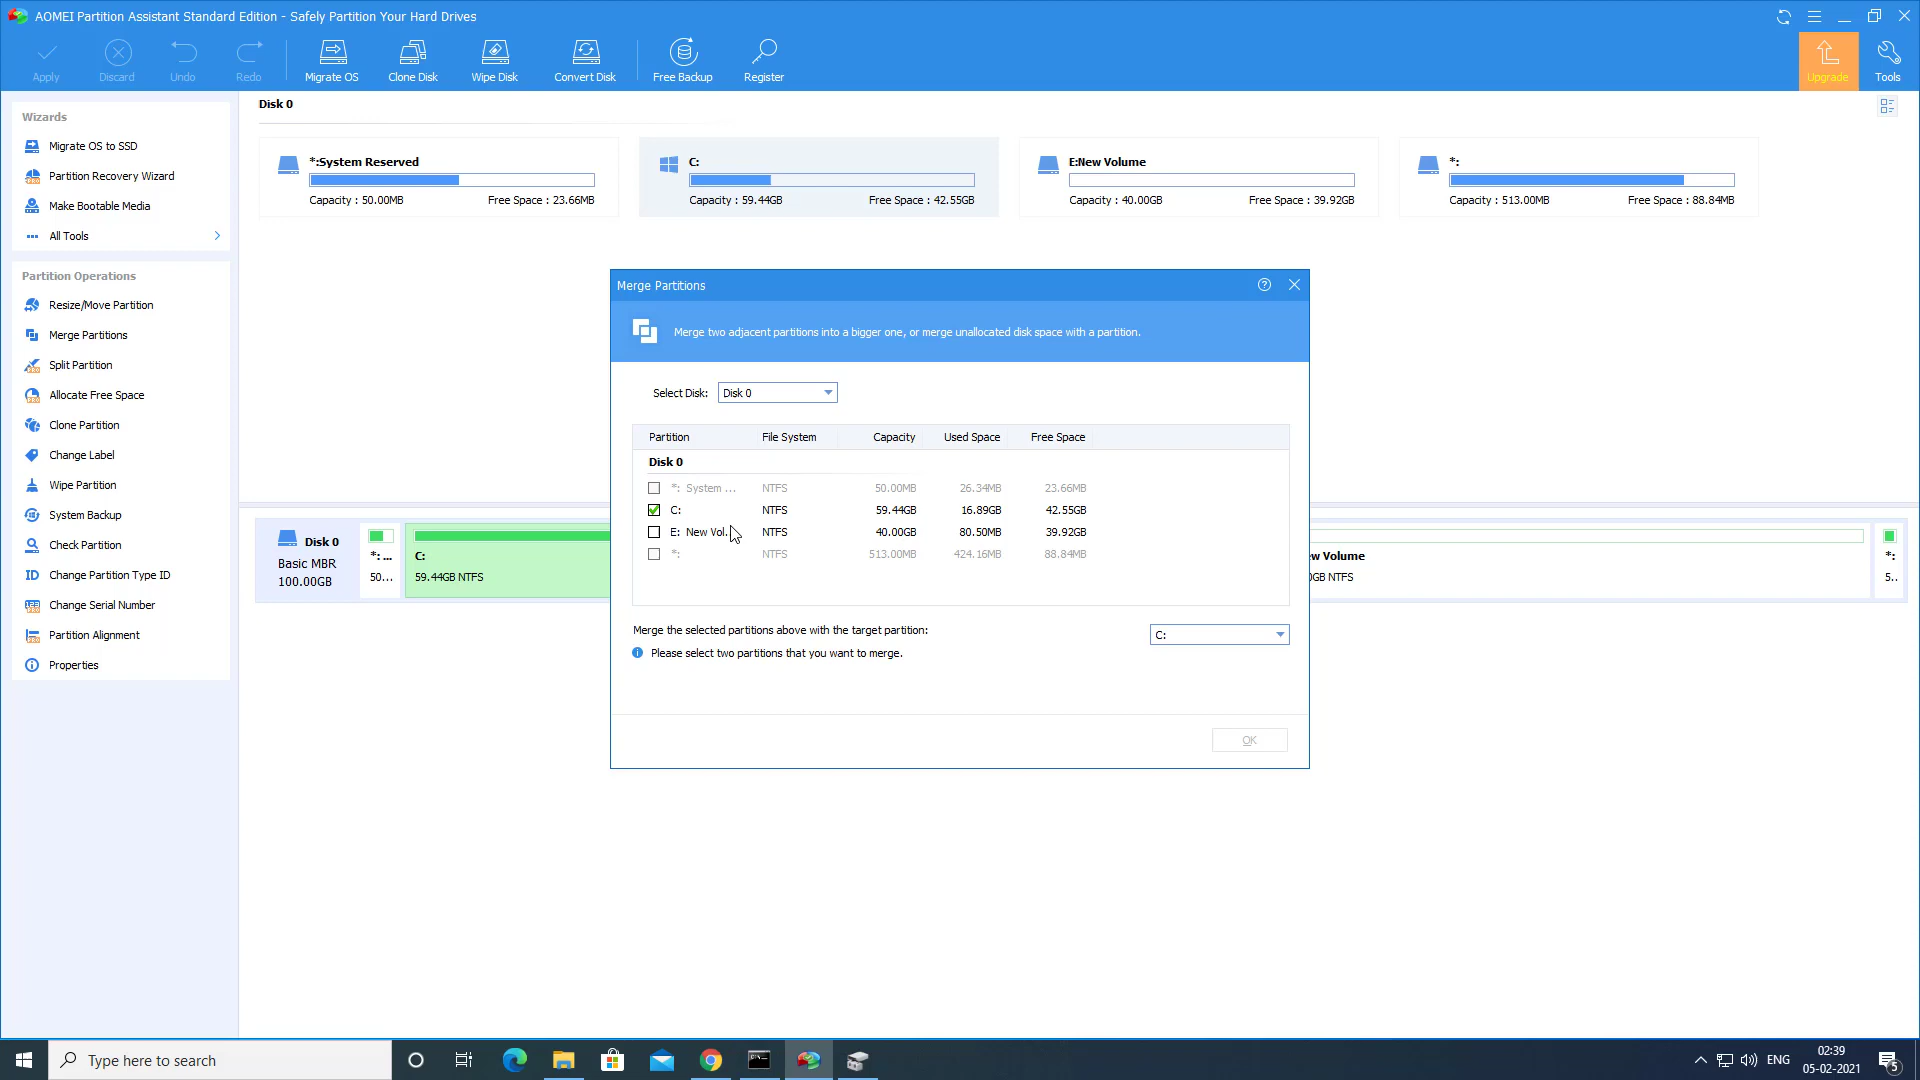 AOMEI Partition Assistant Standard Edition - Safely Partition Your Hard Drives
Apply
Discard
Undo
Redo
Migrate OS
Clone Disk
Wipe Disk
Convert Disk
Free Backup
Register
Upgrade
Tools
Wizards
Migrate OS to SSD
Partition Recovery Wizard
Make Bootable Media
All Tools
Partition Operations
Resize/Move Partition
Merge Partitions
Split Partition
Allocate Free Space
Clone Partition
Change Label
Wipe Partition
System Backup
Check Partition
Change Partition Type ID
Change Serial Number
Partition Alignment
Properties
Disk 0
*:System Reserved
Capacity : 50.00MB Free Space : 23.66MB
C:
Capacity : 59.44GB Free Space : 42.55GB
E:New Volume
Capacity : 40.00GB Free Space : 39.92GB
*:
Capacity : 513.00MB Free Space : 88.84MB
Merge Partitions
Merge two adjacent partitions into a bigger one, or merge unallocated disk space with a partition.
Select Disk: Disk 0
Partition File System Capacity Used Space Free Space
Disk 0
*: System ... NTFS 50.00MB 26.34MB 23.66MB
C: NTFS 59.44GB 16.89GB 42.55GB
E: New Vol... NTFS 40.00GB 80.50MB 39.92GB
*: NTFS 513.00MB 424.16MB 88.84MB
Merge the selected partitions above with the target partition: C:
Please select two partitions that you want to merge.
OK
Disk 0
Basic MBR
100.00GB
*: ...
50...
C:
59.44GB NTFS
Volume
NTFS
*:
5..
Type here to search
ENG
02:39
05-02-2021
5